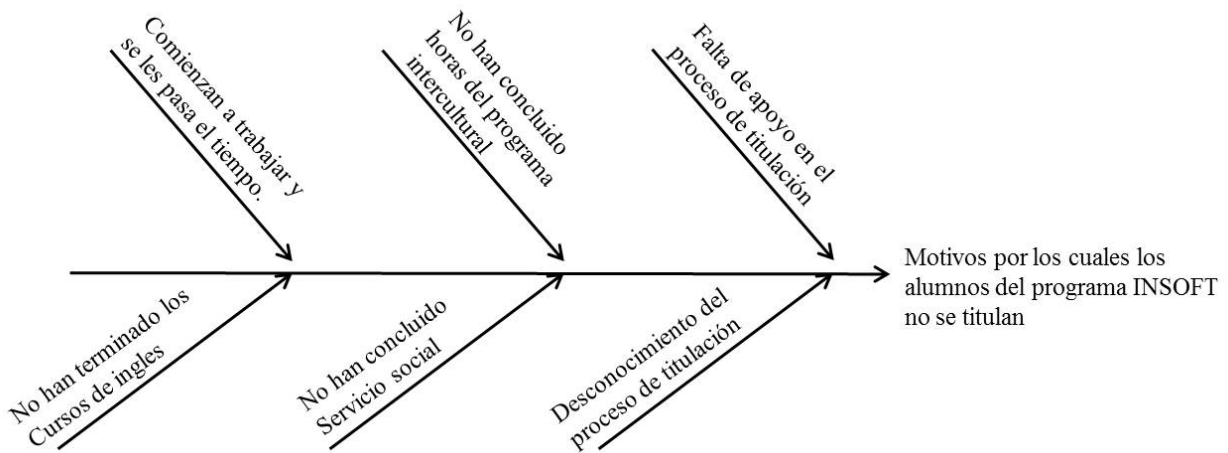 Comienzan a trabajar y
se les pasa el tiempo.
No han concluido
horas del programa
intercultural
Falta de apoyo en el
proceso de titulación
Motivos por los cuales los
alumnos del programa INSOFT
no se titulan
No han terminado los
Cursos de ingles
No han concluido
Servicio social
Desconocimiento del
proceso de titulación